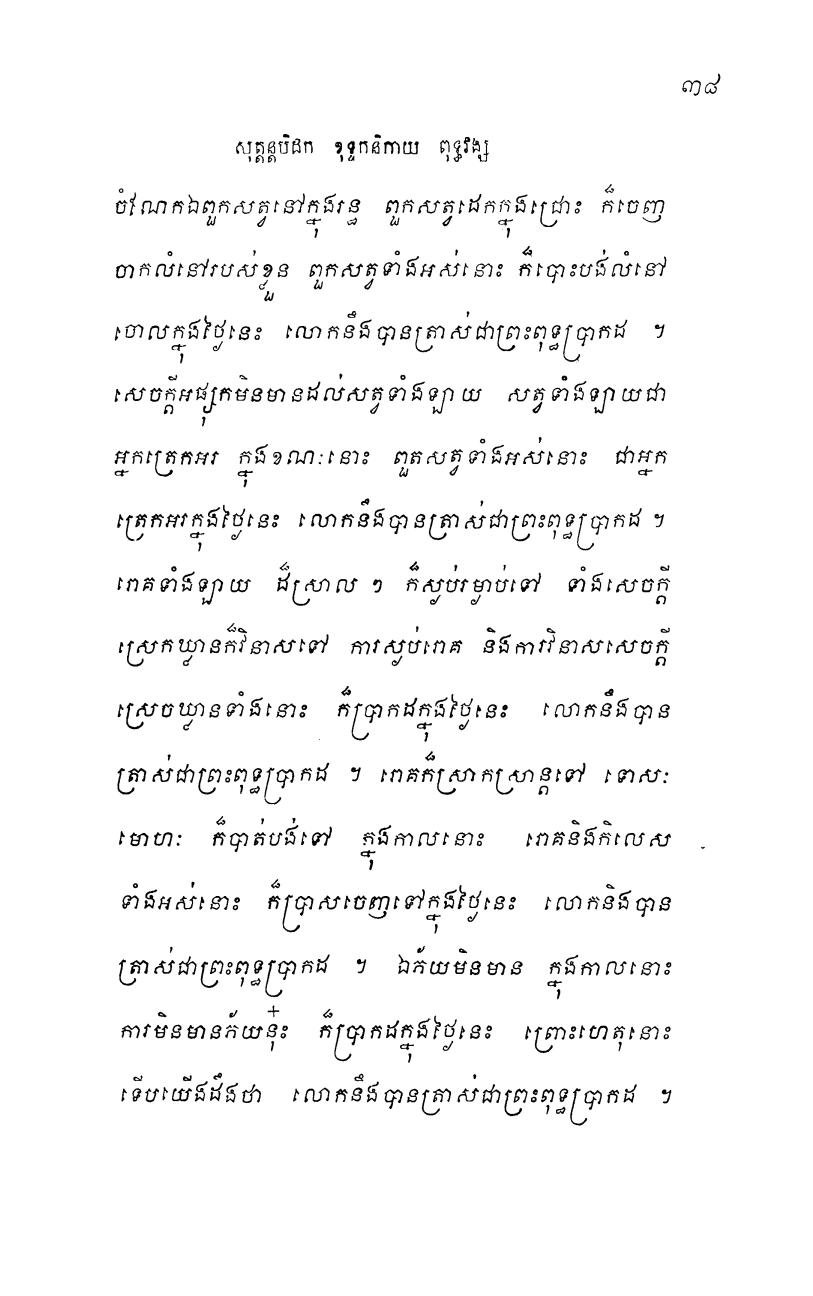 ៣៨
សុត្តន្តបិដក ខុទ្ទកនិកាយ ពុទ្ធវង្ស
ចំណែកឯពួកសត្វនៅក្នុងរន្ធ ពួកសត្វដេកក្នុងជ្រោះ ក៏ចេញ
ចាកលំនៅរបស់ខ្លួន ពួកសត្វទាំងអស់នោះ ក៏បោះបង់លំនៅ
ចោលក្នុងថ្ងៃនេះ លោកនឹងបានត្រាស់ជាព្រះពុទ្ធប្រាកដ ។
សេចក្តីអផ្សុកមិនមានដល់សត្វទាំងឡាយ សត្វទាំងឡាយជា
អ្នកត្រេកអរ ក្នុងខណៈនោះ ពួតសត្វទាំងអស់នោះ ជាអ្នក
ត្រេកអរក្នុងថ្ងៃនេះ លោកនឹងបានត្រាស់ជាព្រះពុទ្ធប្រាកដ ។
រោគទាំងឡាយ ដ៏ស្រាល ៗ ក៏ស្ងប់រម្ងាប់ទៅ ទាំងសេចក្តី
ស្រេកឃ្លានក៏វិនាសទៅ ការស្ងប់រោគ និងការវិនាសសេចក្តី
ស្រេចឃ្លានទាំងនោះ ក៏ប្រាកដក្នុងថ្ងៃនេះ លោកនឹងបាន
ត្រាស់ជាព្រះពុទ្ធប្រាកដ ។ រោគក៏ស្រាកស្រាន្តទៅ ទោសៈ
មោហៈ ក៏បាត់បង់ទៅ ក្នុងកាលនោះ រោគនិងកិលេស
ទាំងអស់នោះ ក៏ប្រាសចេញទៅក្នុងថ្ងៃនេះ លោកនិងបាន
ត្រាស់ជាព្រះពុទ្ធប្រាកដ ។ ឯភ័យមិនមាន ក្នុងកាលនោះ
ការមិនមានភ័យនុ៎ះ ក៏ប្រាកដក្នុងថ្ងៃនេះ ព្រោះហេតុនោះ
ទើបយើងដឹងថា លោកនឹងបានត្រាស់ជាព្រះពុទ្ធប្រាកដ ។